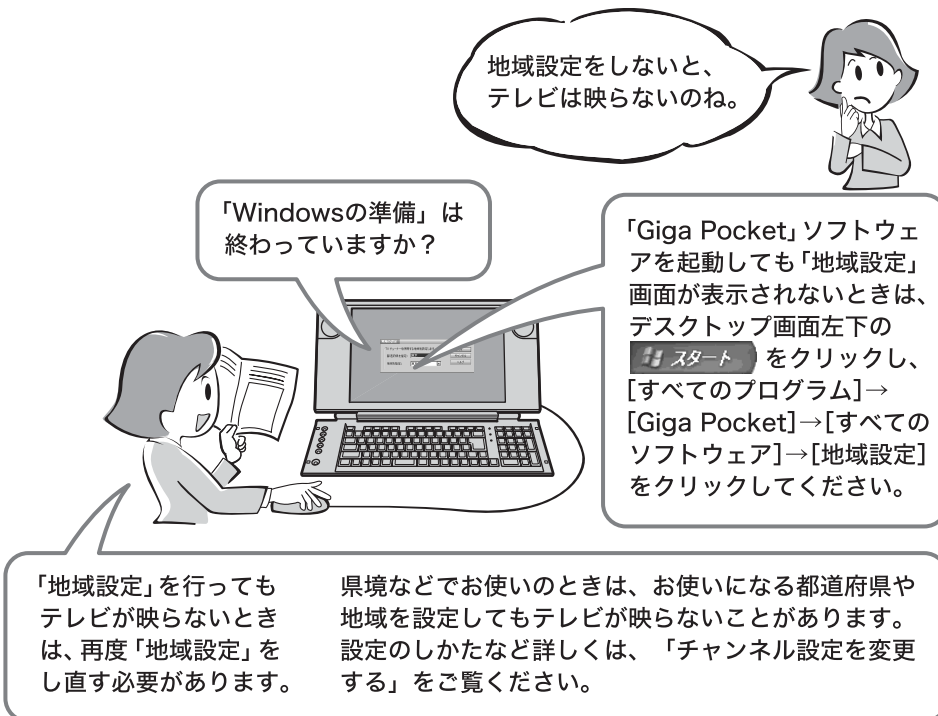 地域設定をしないと、
テレビは映らないのね。
「Windowsの準備」は
終わっていますか？
「Giga Pocket」ソフトウェ
アを起動しても「地域設定」
画面が表示されないときは、
デスクトップ画面左下の
スタート をクリックし、
[すべてのプログラム]→
[Giga Pocket]→[すべての
ソフトウェア]→[地域設定]
をクリックしてください。
「地域設定」を行っても
テレビが映らないとき
は、再度「地域設定」を
し直す必要があります。
県境などでお使いのときは、お使いになる都道府県や
地域を設定してもテレビが映らないことがあります。
設定のしかたなど詳しくは、「チャンネル設定を変更
する」をご覧ください。